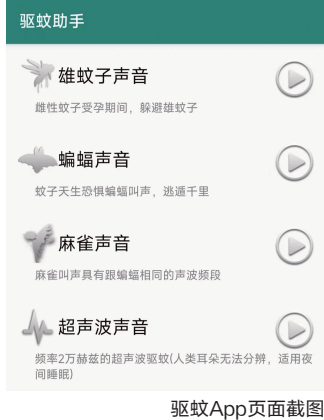 驱蚊助手
雄蚊子声音
雌性蚊子受孕期间，躲避雄蚊子
蝙蝠声音
蚊子天生恐惧蝙蝠叫声，逃遁千里
麻雀声音
麻雀叫声具有跟蝙蝠相同的声波频段
超声波声音
频率2万赫兹的超声波驱蚊(人类耳朵无法分辨，适用夜
间睡眠)
驱蚊App页面截图